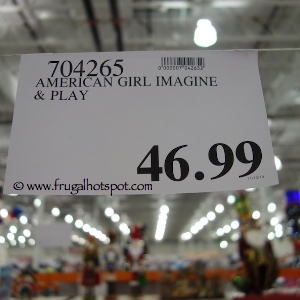 704265
AMERICAN GIRL IMAGINE
& PLAY
46.99
© www.frugalhotspot.com